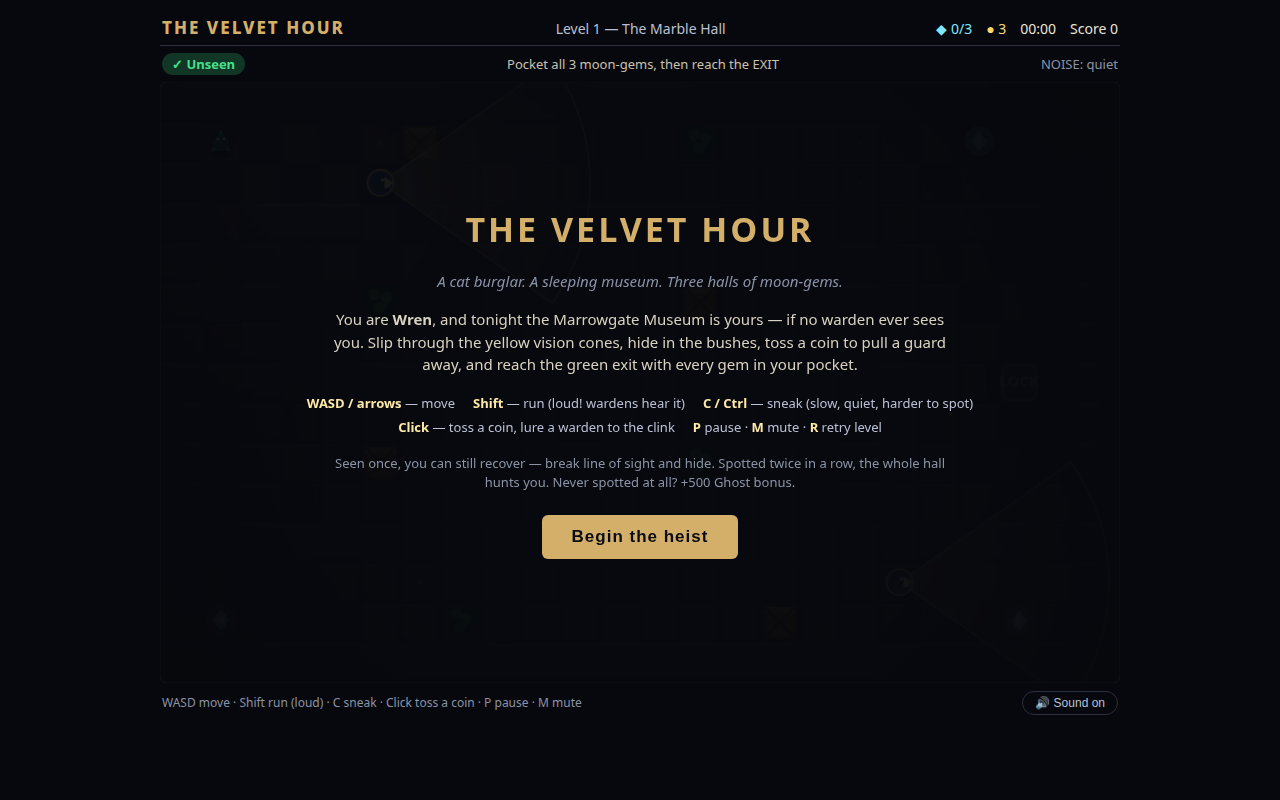 THE VELVET HOUR
Level 1 — The Marble Hall
◆ 0/3 ● 3 00:00 Score 0
✓ Unseen
Pocket all 3 moon-gems, then reach the EXIT
NOISE: quiet
THE VELVET HOUR
A cat burglar. A sleeping museum. Three halls of moon-gems.
You are Wren, and tonight the Marrowgate Museum is yours — if no warden ever sees
you. Slip through the yellow vision cones, hide in the bushes, toss a coin to pull a guard
away, and reach the green exit with every gem in your pocket.
WASD / arrows — move Shift — run (loud! wardens hear it) C / Ctrl — sneak (slow, quiet, harder to spot)
Click — toss a coin, lure a warden to the clink P pause · M mute · R retry level
Seen once, you can still recover — break line of sight and hide. Spotted twice in a row, the whole hall
hunts you. Never spotted at all? +500 Ghost bonus.
Begin the heist
WASD move · Shift run (loud) · C sneak · Click toss a coin · P pause · M mute
🔊 Sound on